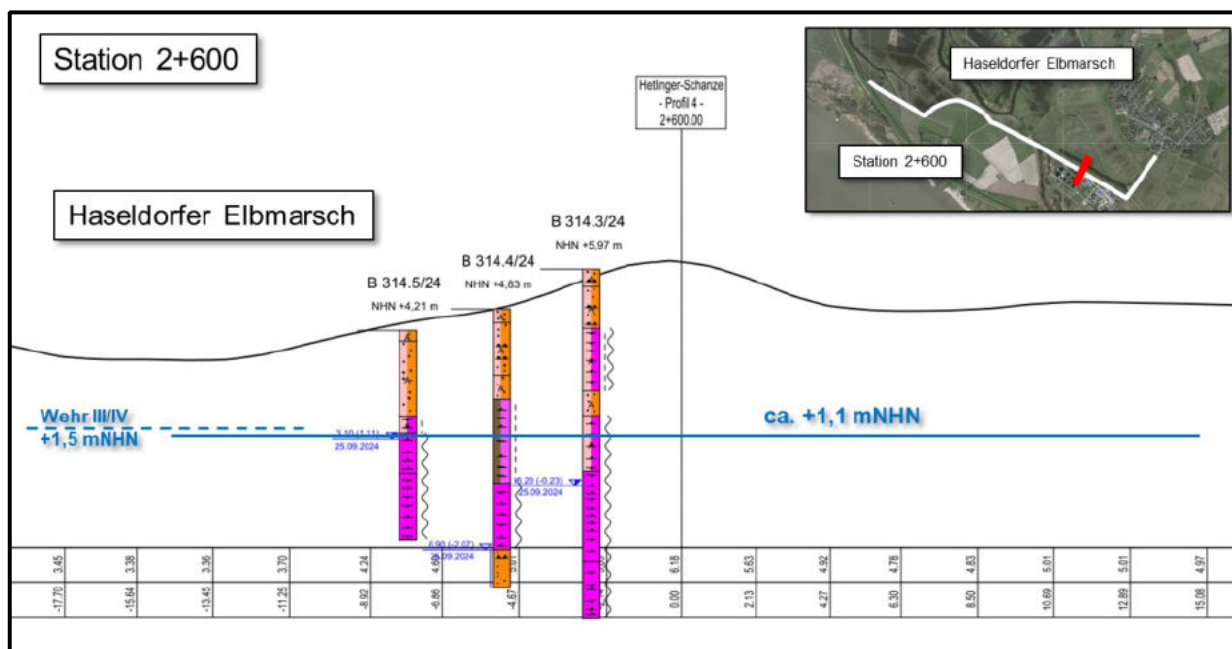 Station 2+600
Haseldorfer Elbmarsch
Station 2+600
Hetlinger-Schanze
- Profil 4 -
2+600.00
Haseldorfer Elbmarsch
B 314.3/24
NHN +5,97 m
B 314.4/24
NHN +4,83 m
B 314.5/24
NHN +4,21 m
Wehr III/IV
+1,5 mNHN
ca. +1,1 mNHN
3.10 (1.11)
25.09.2024
6.20 (-0.23)
25.09.2024
6.90 (-2.07)
25.09.2024
3.45 3.38 3.36 3.70 4.24 4.68 5.01 6.18 5.63 4.92 4.78 4.83 5.01 5.01 4.97
-17.70 -15.64 -13.45 -11.25 -8.92 -6.86 -4.67 0.00 2.13 4.27 6.30 8.50 10.69 12.89 15.08